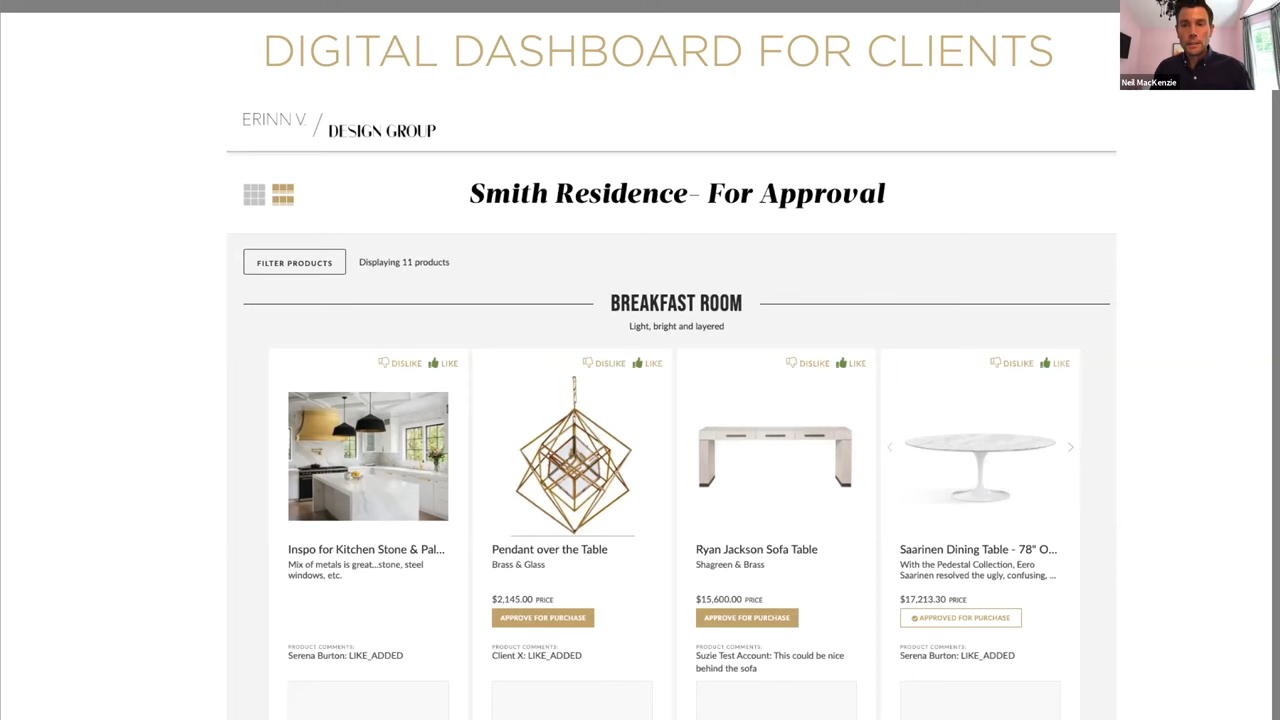 DIGITAL DASHBOARD FOR CLIENTS
Neil MacKenzie
ERINN V. / DESIGN GROUP
Smith Residence- For Approval
FILTER PRODUCTS
Displaying 11 products
BREAKFAST ROOM
Light, bright and layered
DISLIKE LIKE
Inspo for Kitchen Stone & Pal...
Mix of metals is great...stone, steel
windows, etc.
PRODUCT COMMENTS:
Serena Burton: LIKE_ADDED
DISLIKE LIKE
Pendant over the Table
Brass & Glass
$2,145.00 PRICE
APPROVE FOR PURCHASE
PRODUCT COMMENTS:
Client X: LIKE_ADDED
DISLIKE LIKE
Ryan Jackson Sofa Table
Shagreen & Brass
$15,600.00 PRICE
APPROVE FOR PURCHASE
PRODUCT COMMENTS:
Suzie Test Account: This could be nice
behind the sofa
DISLIKE LIKE
Saarinen Dining Table - 78" O...
With the Pedestal Collection, Eero
Saarinen resolved the ugly, confusing, ...
$17,213.30 PRICE
APPROVED FOR PURCHASE
PRODUCT COMMENTS:
Serena Burton: LIKE_ADDED